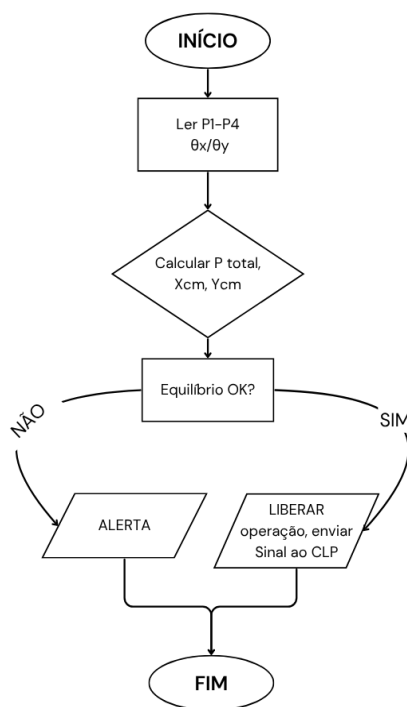 INÍCIO
Ler P1-P4
θx/θy
Calcular P total,
Xcm, Ycm
Equilíbrio OK?
NÃO
SIM
ALERTA
LIBERAR
operação, enviar
Sinal ao CLP
FIM